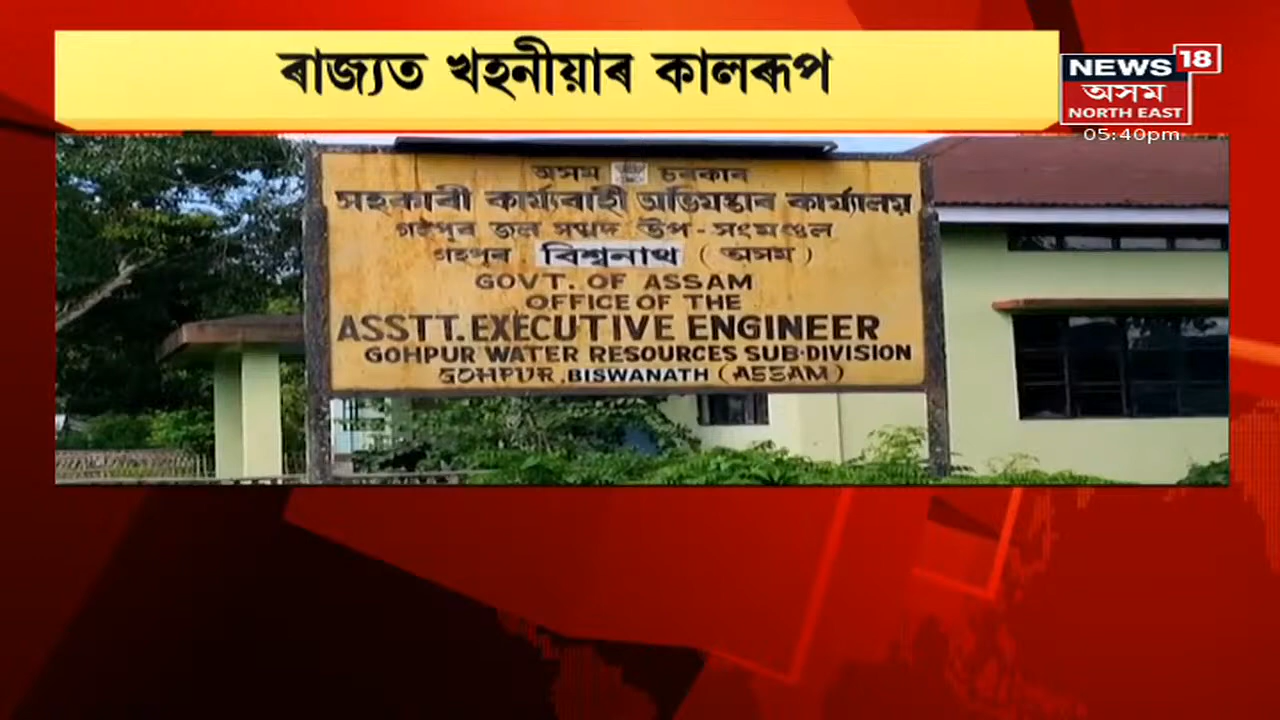 ৰাজ্যত খহনীয়াৰ কালৰূপ
NEWS 18
অসম
NORTH EAST
05:40pm
অসম চৰকাৰ
সহকাৰী কাৰ্য্যবাহী অভিযন্তাৰ কাৰ্য্যালয়
গহপুৰ জল সম্পদ উপ-সংমণ্ডল
গহপুৰ বিশ্বনাথ (অসম)
GOVT. OF ASSAM
OFFICE OF THE
ASSTT. EXECUTIVE ENGINEER
GOHPUR WATER RESOURCES SUB-DIVISION
GOHPUR, BISWANATH (ASSAM)